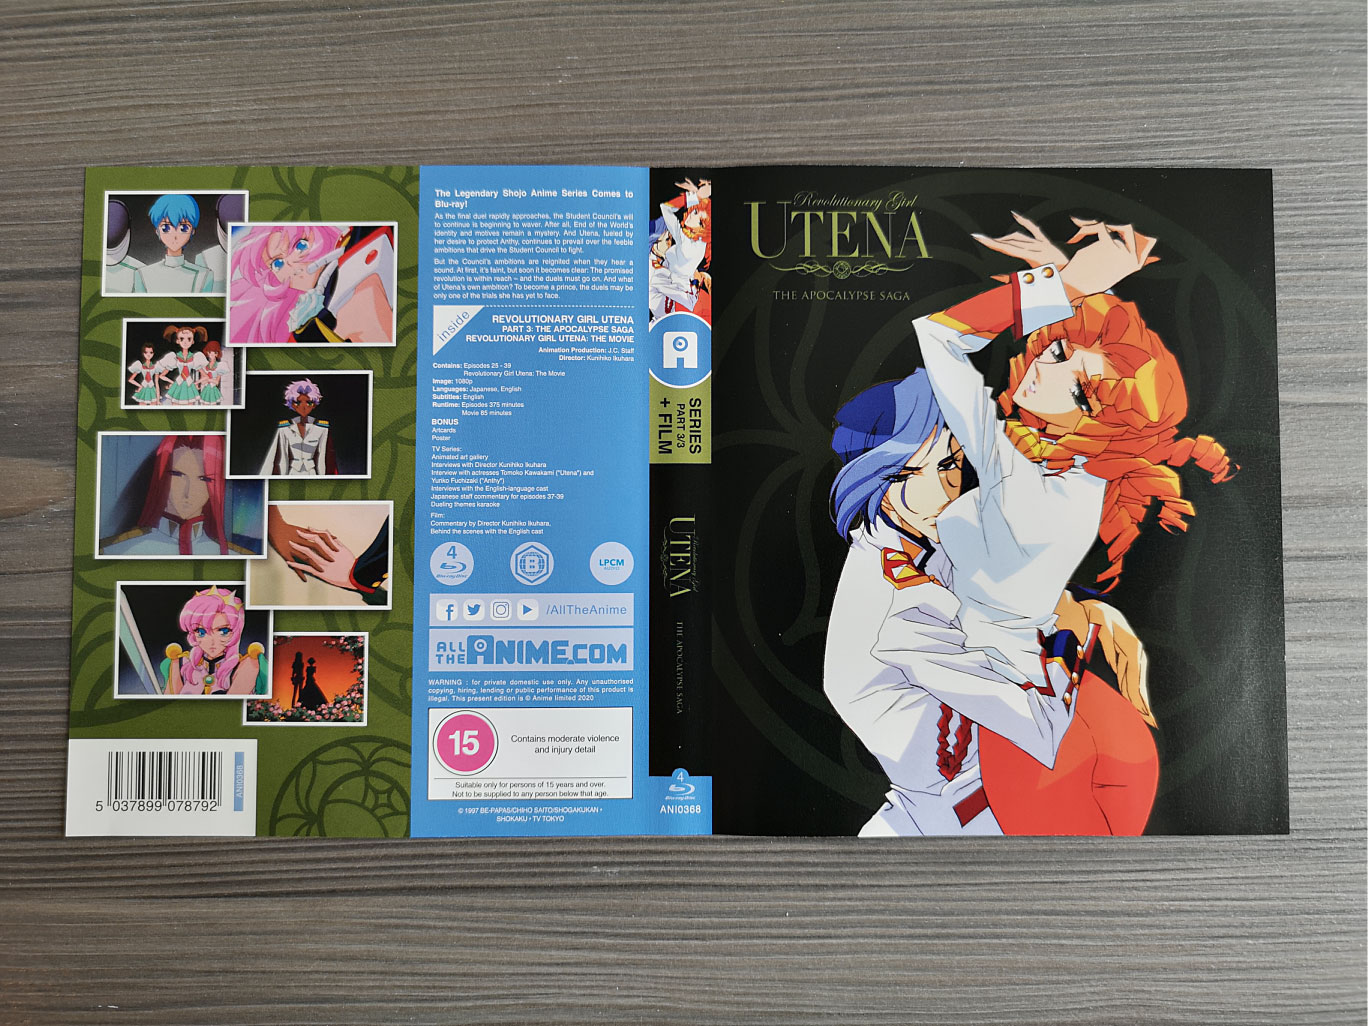 The Legendary Shojo Anime Series Comes to
Blu-ray!
As the final duel rapidly approaches, the Student Council's will
to continue is beginning to waver. After all, End of the World's
identity and motives remain a mystery. And Utena, fueled by
her desire to protect Anthy, continues to prevail over the feeble
ambitions that drive the Student Council to fight.
But the Council's ambitions are reignited when they hear a
sound. At first, it's faint, but soon it becomes clear: The promised
revolution is within reach – and the duels must go on. And what
of Utena's own ambition? To become a prince, the duels may be
only one of the trials she has yet to face.
inside
REVOLUTIONARY GIRL UTENA
PART 3: THE APOCALYPSE SAGA
REVOLUTIONARY GIRL UTENA: THE MOVIE
Animation Production: J.C. Staff
Director: Kunihiko Ikuhara
Contains: Episodes 25 - 39
Revolutionary Girl Utena: The Movie
Image: 1080p
Languages: Japanese, English
Subtitles: English
Runtime: Episodes 375 minutes
Movie 85 minutes
BONUS
Artcards
Poster
TV Series:
Animated art gallery
Interviews with Director Kunihiko Ikuhara
Interview with actresses Tomoko Kawakami ("Utena") and
Yuriko Fuchizaki ("Anthy")
Interviews with the English-language cast
Japanese staff commentary for episodes 37-39
Dueling themes karaoke
Film:
Commentary by Director Kunihiko Ikuhara,
Behind the scenes with the English cast
4
Blu-ray Disc
B
LPCM
AUDIO
/AllTheAnime
ALL THE ANIME.COM
WARNING : for private domestic use only. Any unauthorised
copying, hiring, lending or public performance of this product is
illegal. This present edition is © Anime limited 2020
15
Contains moderate violence
and injury detail
Suitable only for persons of 15 years and over.
Not to be supplied to any person below that age.
© 1997 BE-PAPAS/CHIHO SAITO/SHOGAKUKAN •
SHOKAKU • TV TOKYO
5 037899 078792
ANI0368
SERIES
PART 3/3
+ FILM
Revolutionary Girl
UTENA
THE APOCALYPSE SAGA
4
Blu-ray Disc
ANI0368
Revolutionary Girl
UTENA
THE APOCALYPSE SAGA